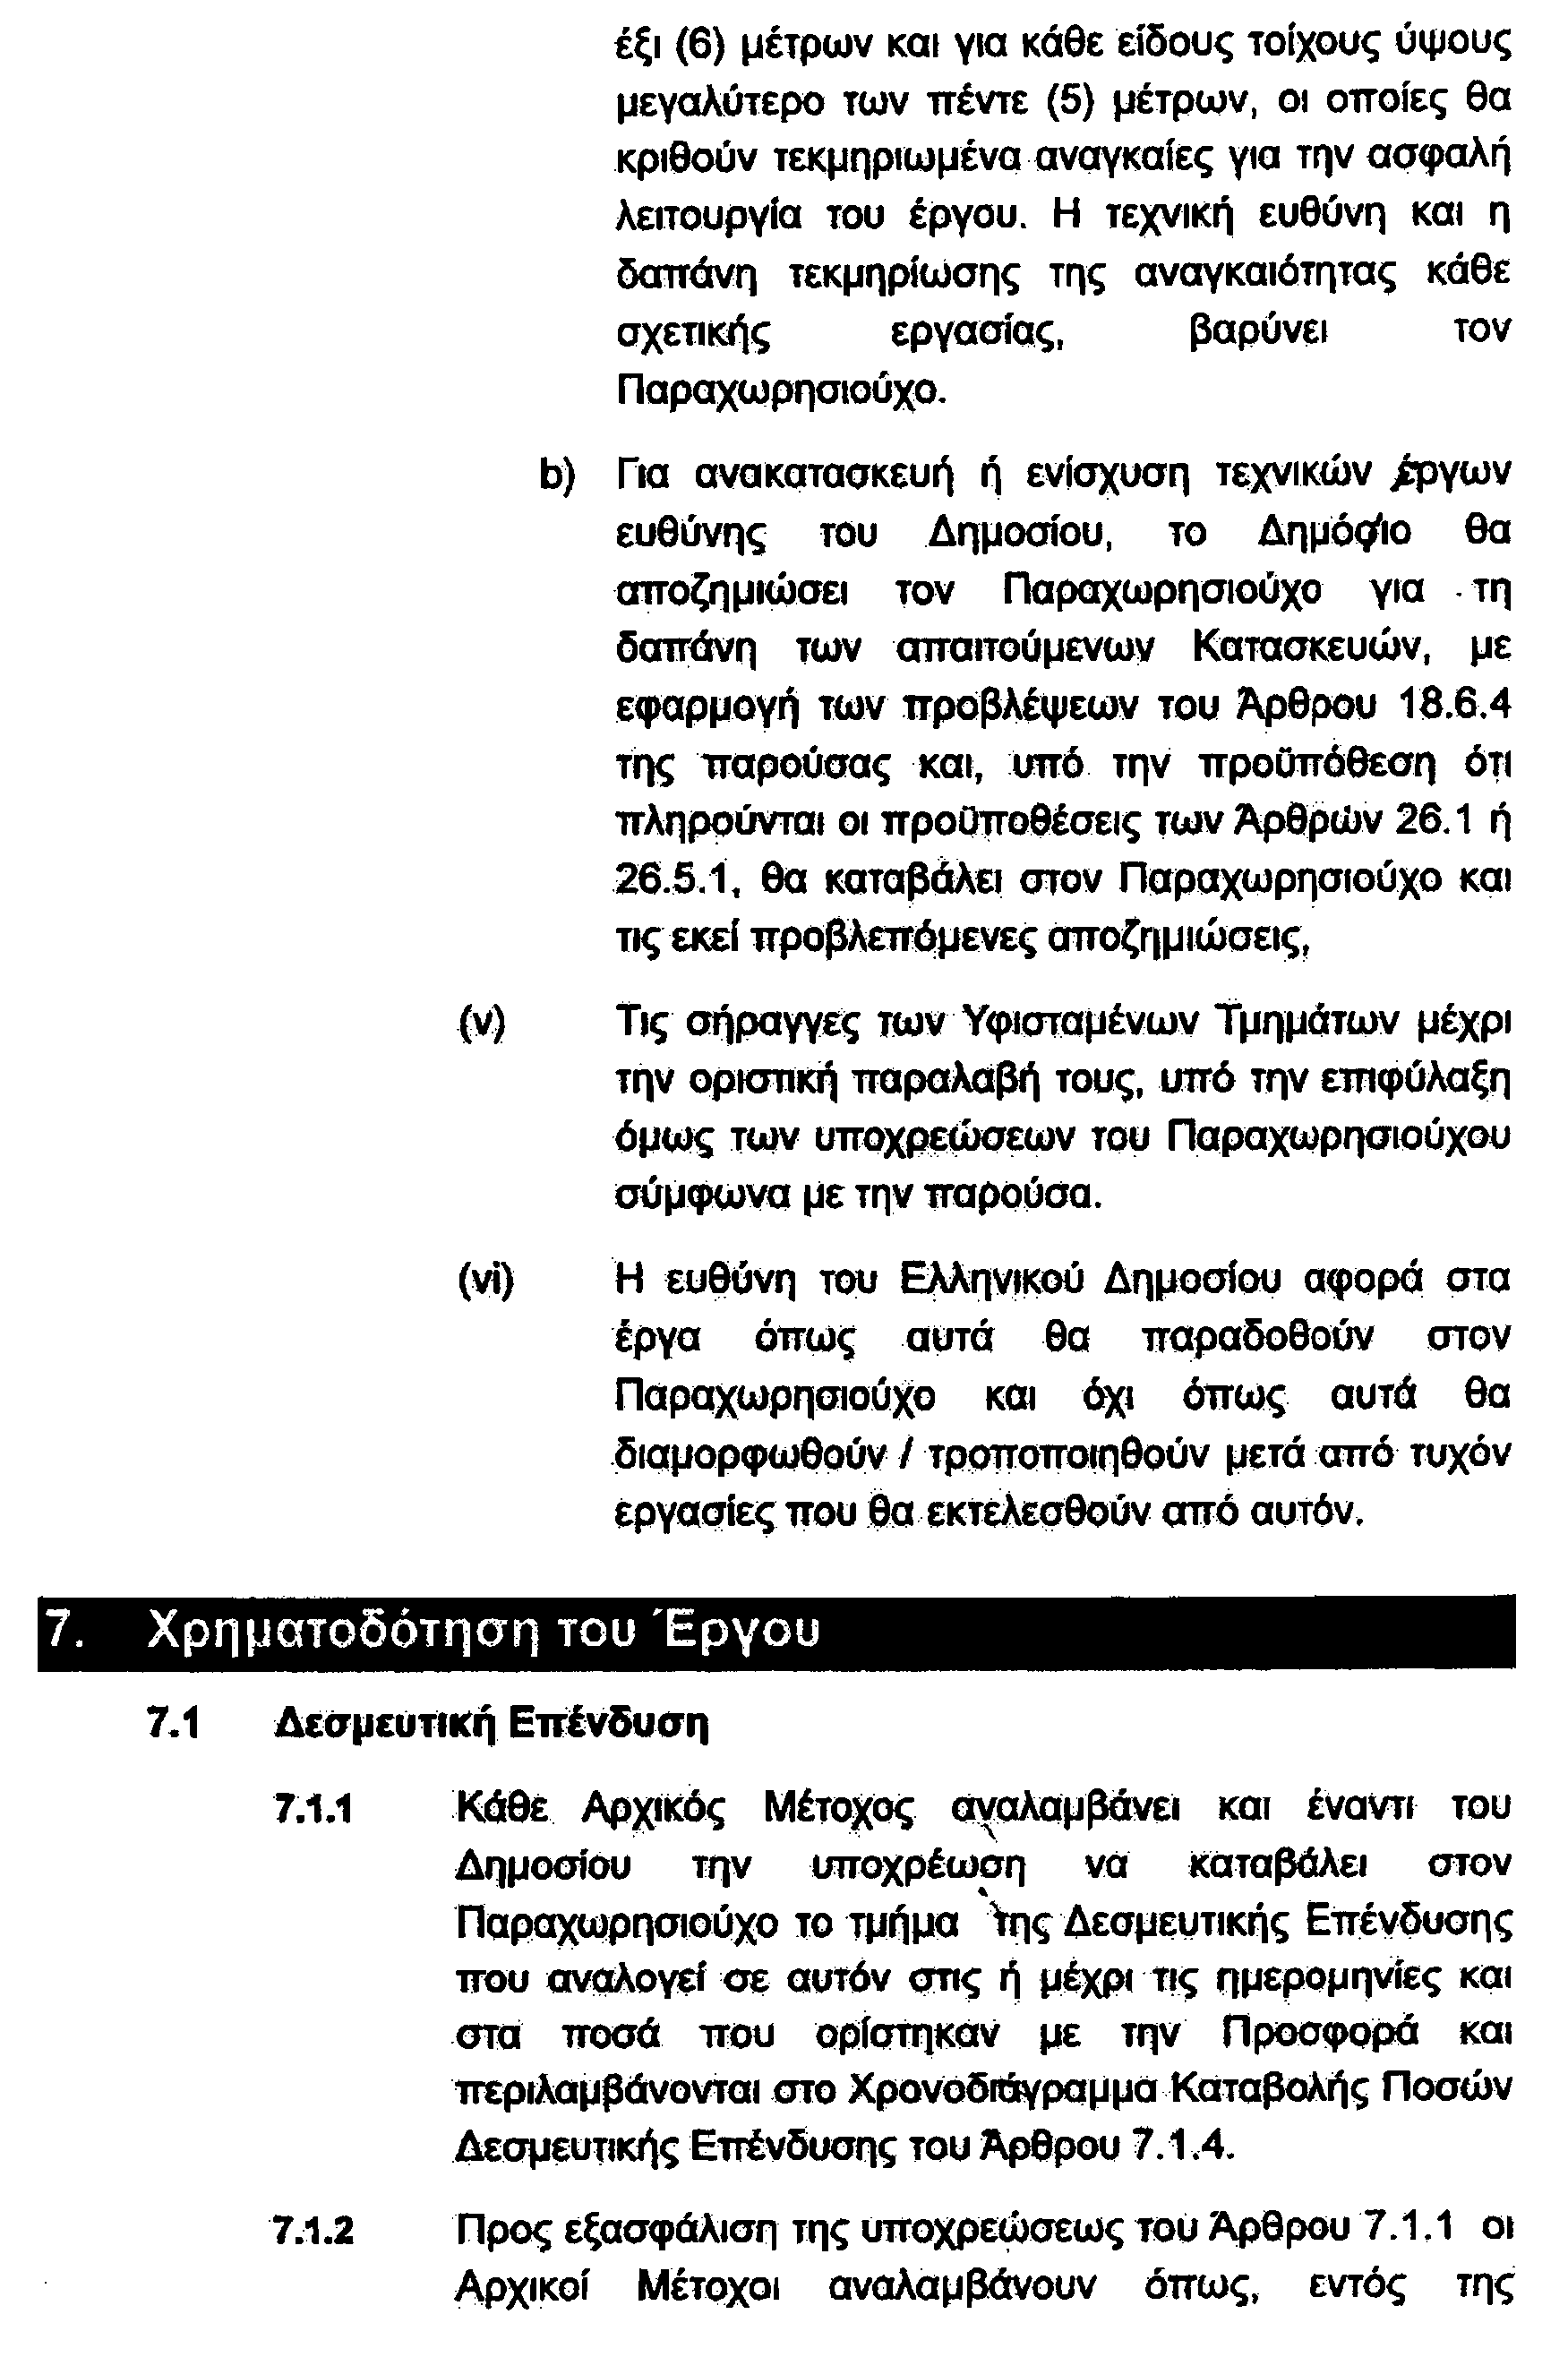 έξι (6) μέτρων και για κάθε είδους τοίχους ύψους
μεγαλύτερο των πέντε (5) μέτρων, οι οποίες θα
κριθούν τεκμηριωμένα αναγκαίες για την ασφαλή
λειτουργία του έργου. Η τεχνική ευθύνη και η
δαπάνη τεκμηρίωσης της αναγκαιότητας κάθε
σχετικής εργασίας, βαρύνει τον
Παραχωρησιούχο.
b) Για ανακατασκευή ή ενίσχυση τεχνικών έργων
ευθύνης του Δημοσίου, το Δημόσιο θα
αποζημιώσει τον Παραχωρησιούχο για τη
δαπάνη των απαιτούμενων Κατασκευών, με
εφαρμογή των προβλέψεων του Άρθρου 18.6.4
της παρούσας και, υπό την προϋπόθεση ότι
πληρούνται οι προϋποθέσεις των Άρθρών 26.1 ή
26.5.1, θα καταβάλει στον Παραχωρησιούχο και
τις εκεί προβλεπόμενες αποζημιώσεις,
(v) Τις σήραγγες των Υφισταμένων Τμημάτων μέχρι
την οριστική παραλαβή τους, υπό την επιφύλαξη
όμως των υποχρεώσεων του Παραχωρησιούχου
σύμφωνα με την παρούσα.
(vi) Η ευθύνη του Ελληνικού Δημοσίου αφορά στα
έργα όπως αυτά θα παραδοθούν στον
Παραχωρησιούχο και όχι όπως αυτά θα
διαμορφωθούν / τροποποιηθούν μετά από τυχόν
εργασίες που θα εκτελεσθούν από αυτόν.
7. Χρηματοδότηση του Έργου
7.1 Δεσμευτική Επένδυση
7.1.1 Κάθε Αρχικός Μέτοχος αναλαμβάνει και έναντι του
Δημοσίου την υποχρέωση να καταβάλει στον
Παραχωρησιούχο το τμήμα της Δεσμευτικής Επένδυσης
που αναλογεί σε αυτόν στις ή μέχρι τις ημερομηνίες και
στα ποσά που ορίστηκαν με την Προσφορά και
περιλαμβάνονται στο Χρονοδιάγραμμα Καταβολής Ποσών
Δεσμευτικής Επένδυσης του Άρθρου 7.1.4.
7.1.2 Προς εξασφάλιση της υποχρεώσεως του Άρθρου 7.1.1 οι
Αρχικοί Μέτοχοι αναλαμβάνουν όπως, εντός της